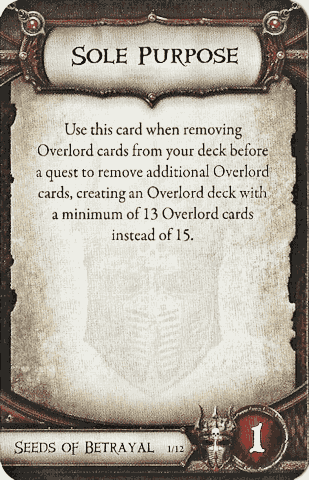 Sole Purpose
Use this card when removing
Overlord cards from your deck before
a quest to remove additional Overlord
cards, creating an Overlord deck with
a minimum of 13 Overlord cards
instead of 15.
Seeds of Betrayal 1/12
1